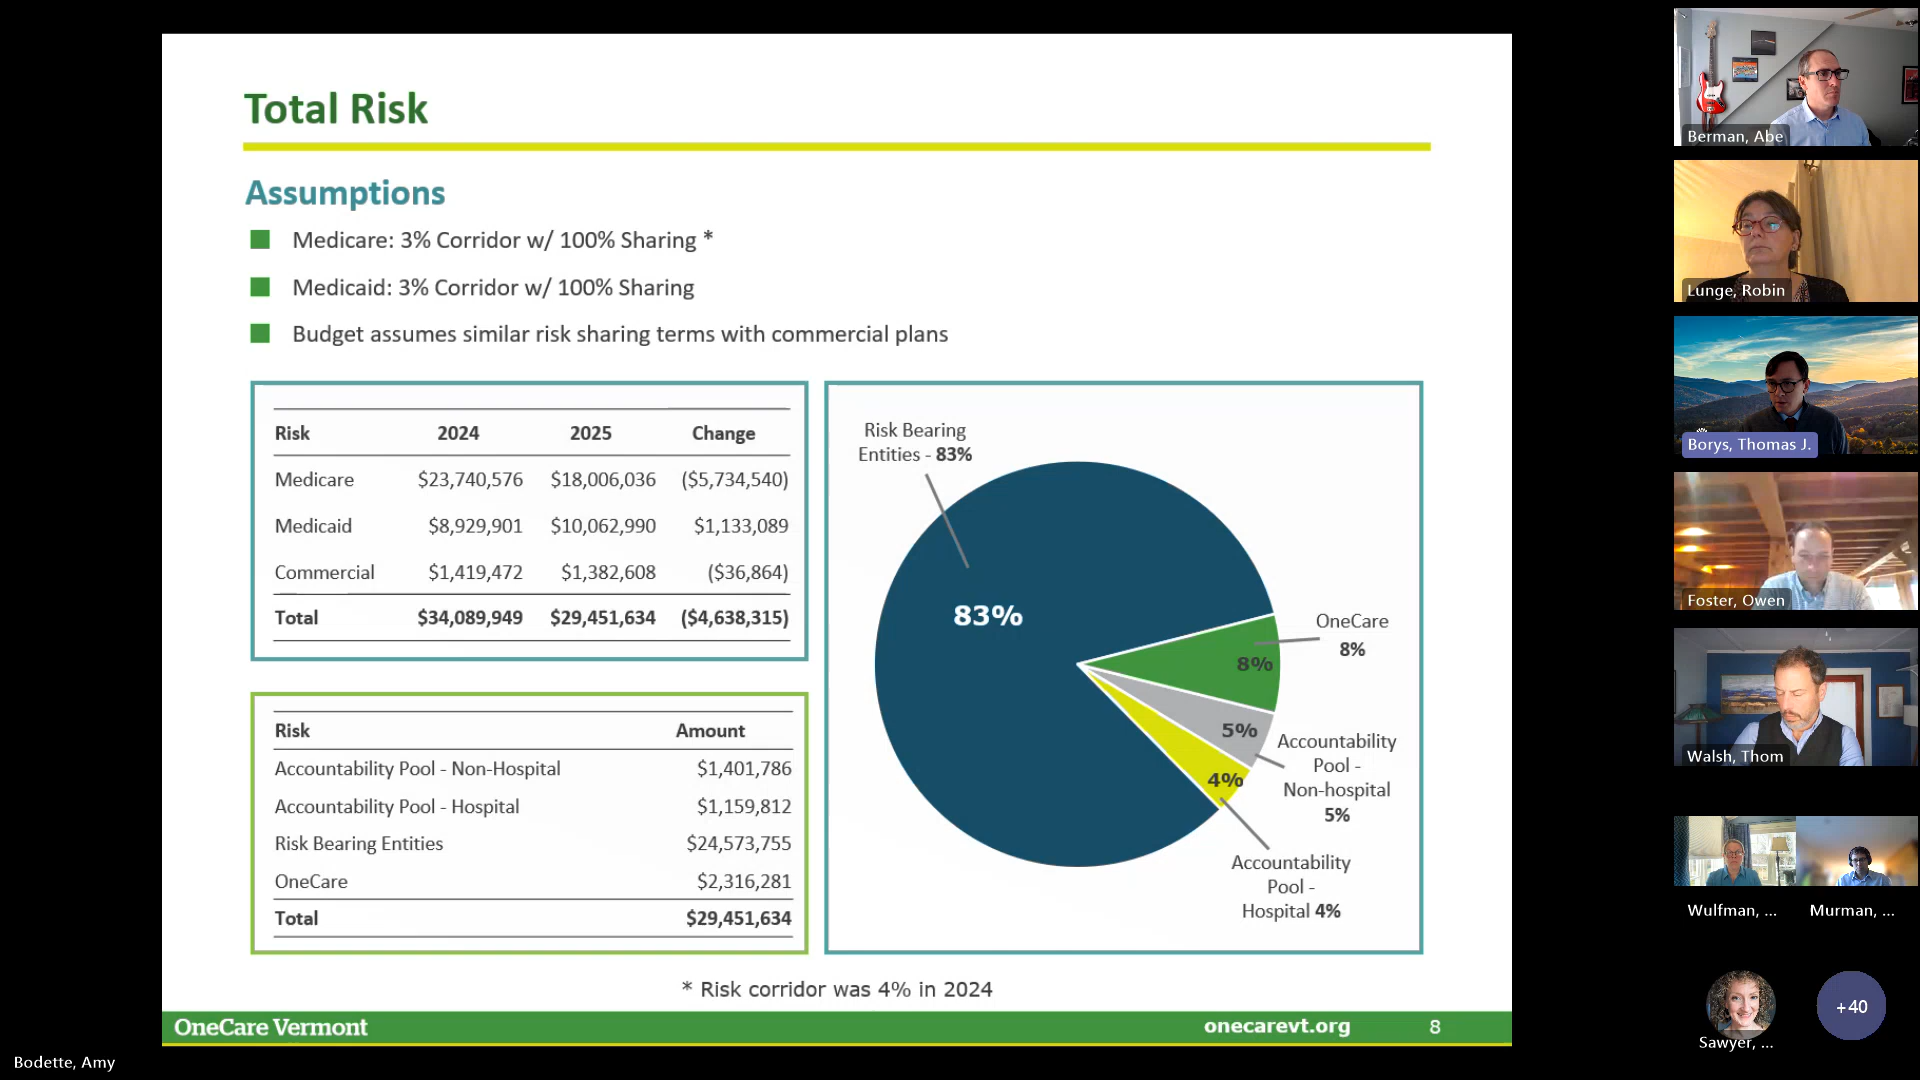 Total Risk
Assumptions
Medicare: 3% Corridor w/ 100% Sharing *
Medicaid: 3% Corridor w/ 100% Sharing
Budget assumes similar risk sharing terms with commercial plans
Risk 2024 2025 Change
Medicare $23,740,576 $18,006,036 ($5,734,540)
Medicaid $8,929,901 $10,062,990 $1,133,089
Commercial $1,419,472 $1,382,608 ($36,864)
Total $34,089,949 $29,451,634 ($4,638,315)
Risk Amount
Accountability Pool - Non-Hospital $1,401,786
Accountability Pool - Hospital $1,159,812
Risk Bearing Entities $24,573,755
OneCare $2,316,281
Total $29,451,634
Risk Bearing
Entities - 83%
83%
OneCare
8%
8%
5%
Accountability
Pool -
Non-hospital
5%
4%
Accountability
Pool -
Hospital 4%
* Risk corridor was 4% in 2024
OneCare Vermont
onecarevt.org
8
Bodette, Amy
Berman, Abe
Lunge, Robin
Borys, Thomas J.
Foster, Owen
Walsh, Thom
Wulfman, ...
Murman, ...
Sawyer, ...
+40